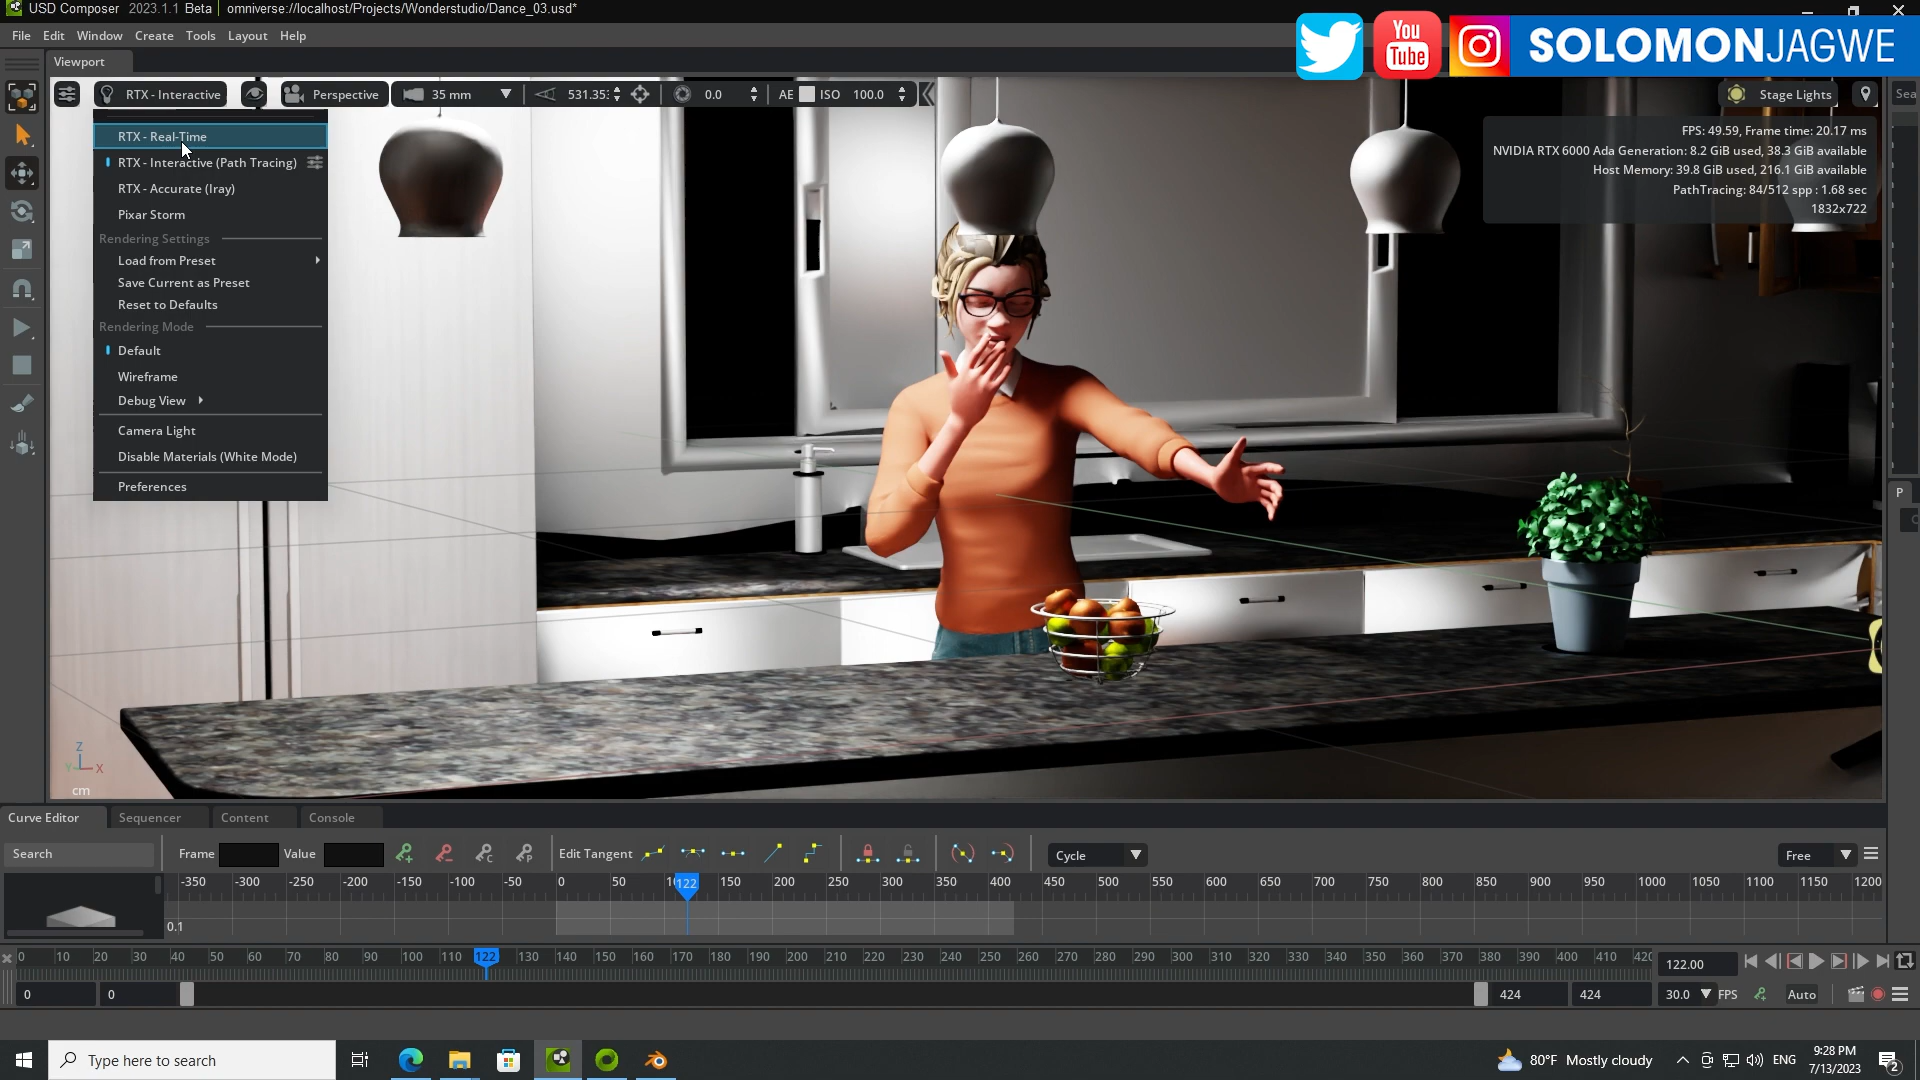 USD Composer 2023.1.1 Beta omniverse://localhost/Projects/Wonderstudio/Dance_03.usd*
File Edit Window Create Tools Layout Help
You
Tube
SOLOMONJAGWE
Viewport
RTX - Interactive Perspective 35 mm 531.35 0.0 AE ISO 100.0 Stage Lights Sea
RTX - Real-Time
RTX - Interactive (Path Tracing)
RTX - Accurate (Iray)
Pixar Storm
Rendering Settings
Load from Preset
Save Current as Preset
Reset to Defaults
Rendering Mode
Default
Wireframe
Debug View
Camera Light
Disable Materials (White Mode)
Preferences
FPS: 49.59, Frame time: 20.17 ms
NVIDIA RTX 6000 Ada Generation: 8.2 GiB used, 38.3 GiB available
Host Memory: 39.8 GiB used, 216.1 GiB available
PathTracing: 84/512 spp : 1.68 sec
1832x722
P
Z
Y X
cm
Curve Editor Sequencer Content Console
Search Frame Value Edit Tangent Cycle Free
-350 -300 -250 -200 -150 -100 -50 0 50 122 150 200 250 300 350 400 450 500 550 600 650 700 750 800 850 900 950 1000 1050 1100 1150 1200
0.1
0 10 20 30 40 50 60 70 80 90 100 110 122 130 140 150 160 170 180 190 200 210 220 230 240 250 260 270 280 290 300 310 320 330 340 350 360 370 380 390 400 410 420 122.00
0 0 424 424 30.0 FPS Auto
Type here to search 80°F Mostly cloudy ENG 9:28 PM
7/13/2023 2